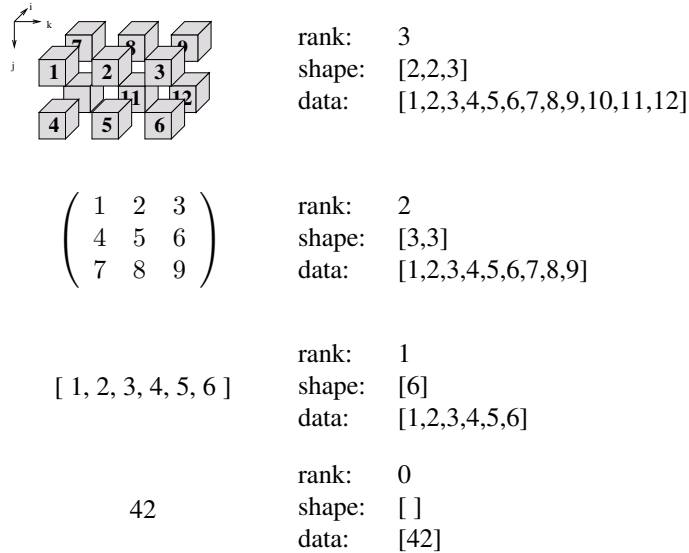 i
k
j
7 8 9
1 2 3
11 12
4 5 6
rank: 3
shape: [2,2,3]
data: [1,2,3,4,5,6,7,8,9,10,11,12]
1 2 3
4 5 6
7 8 9
rank: 2
shape: [3,3]
data: [1,2,3,4,5,6,7,8,9]
[ 1, 2, 3, 4, 5, 6 ]
rank: 1
shape: [6]
data: [1,2,3,4,5,6]
42
rank: 0
shape: [ ]
data: [42]